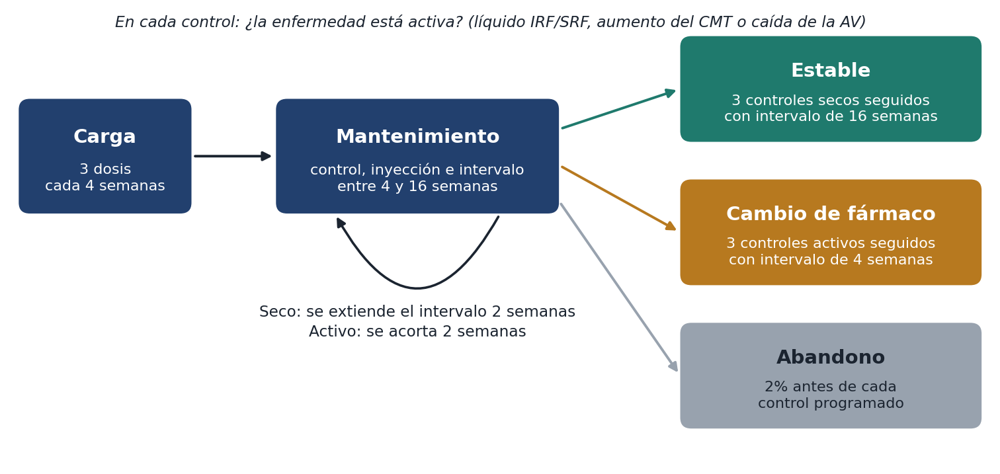 En cada control: ¿la enfermedad está activa? (líquido IRF/SRF, aumento del CMT o caída de la AV)
Carga
3 dosis
cada 4 semanas
Mantenimiento
control, inyección e intervalo
entre 4 y 16 semanas
Seco: se extiende el intervalo 2 semanas
Activo: se acorta 2 semanas
Estable
3 controles secos seguidos
con intervalo de 16 semanas
Cambio de fármaco
3 controles activos seguidos
con intervalo de 4 semanas
Abandono
2% antes de cada
control programado